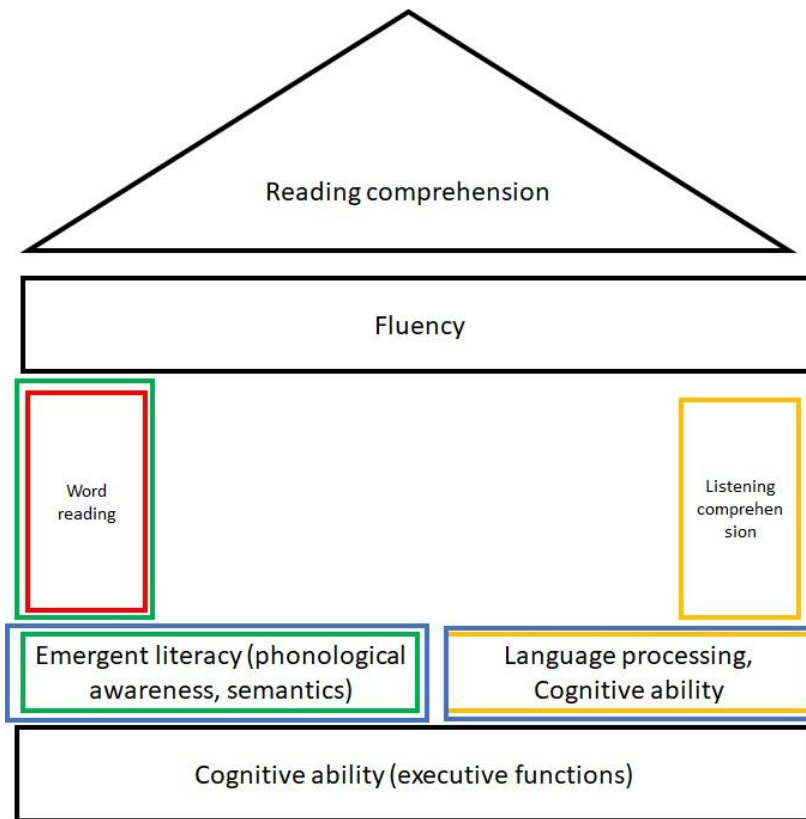 Reading comprehension
Fluency
Word
reading
Listening
comprehen
sion
Emergent literacy (phonological
awareness, semantics)
Language processing,
Cognitive ability
Cognitive ability (executive functions)